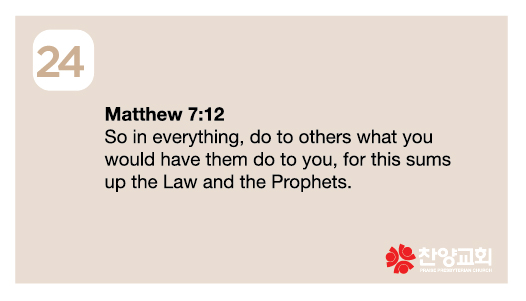 24
Matthew 7:12
So in everything, do to others what you
would have them do to you, for this sums
up the Law and the Prophets.
찬양교회
PRAISE PRESBYTERIAN CHURCH